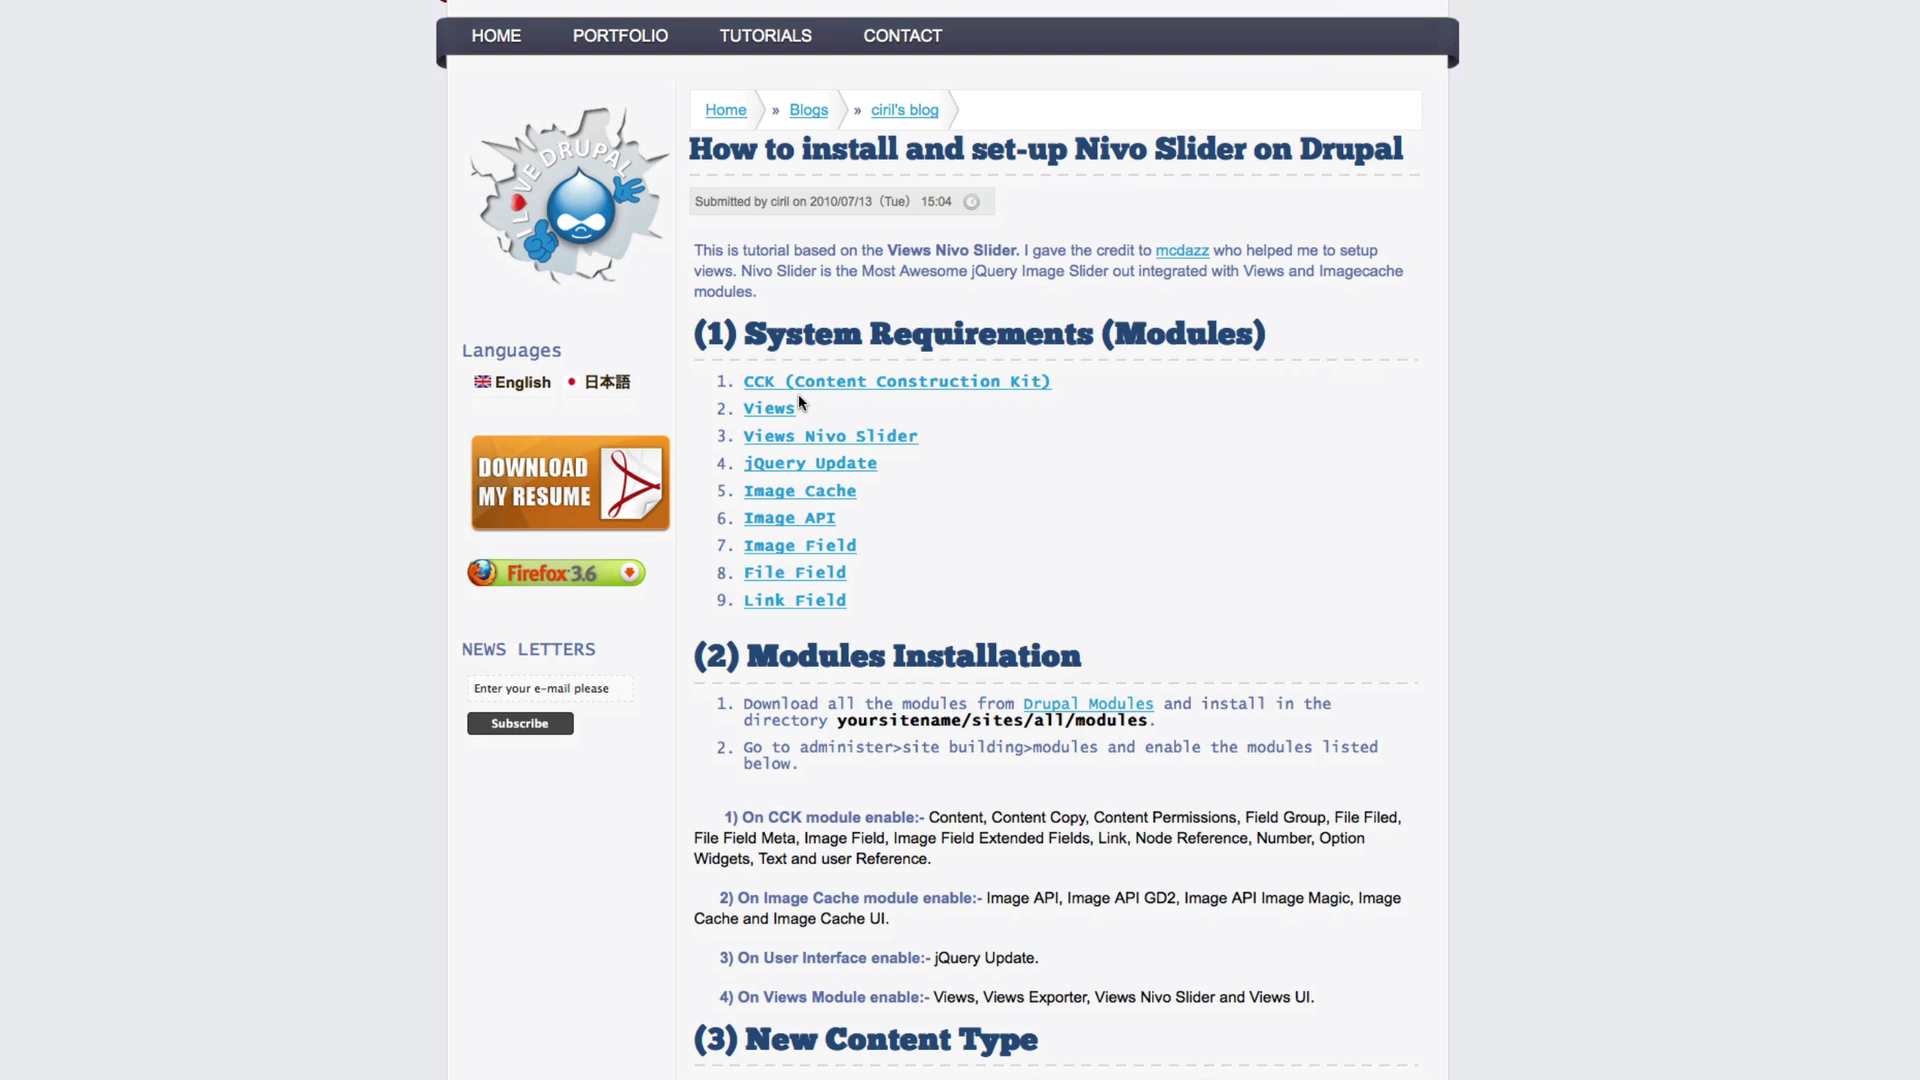 HOME PORTFOLIO TUTORIALS CONTACT
I LOVE DRUPAL
Languages
English 日本語
DOWNLOAD
MY RESUME
Firefox 3.6
NEWS LETTERS
Enter your e-mail please
Subscribe
Home » Blogs » ciril's blog
How to install and set-up Nivo Slider on Drupal
Submitted by ciril on 2010/07/13 (Tue) 15:04
This is tutorial based on the Views Nivo Slider. I gave the credit to mcdazz who helped me to setup
views. Nivo Slider is the Most Awesome jQuery Image Slider out integrated with Views and Imagecache
modules.
(1) System Requirements (Modules)
1. CCK (Content Construction Kit)
2. Views
3. Views Nivo Slider
4. jQuery Update
5. Image Cache
6. Image API
7. Image Field
8. File Field
9. Link Field
(2) Modules Installation
1. Download all the modules from Drupal Modules and install in the
directory yoursitename/sites/all/modules.
2. Go to administer>site building>modules and enable the modules listed
below.
1) On CCK module enable:- Content, Content Copy, Content Permissions, Field Group, File Filed,
File Field Meta, Image Field, Image Field Extended Fields, Link, Node Reference, Number, Option
Widgets, Text and user Reference.
2) On Image Cache module enable:- Image API, Image API GD2, Image API Image Magic, Image
Cache and Image Cache UI.
3) On User Interface enable:- jQuery Update.
4) On Views Module enable:- Views, Views Exporter, Views Nivo Slider and Views UI.
(3) New Content Type